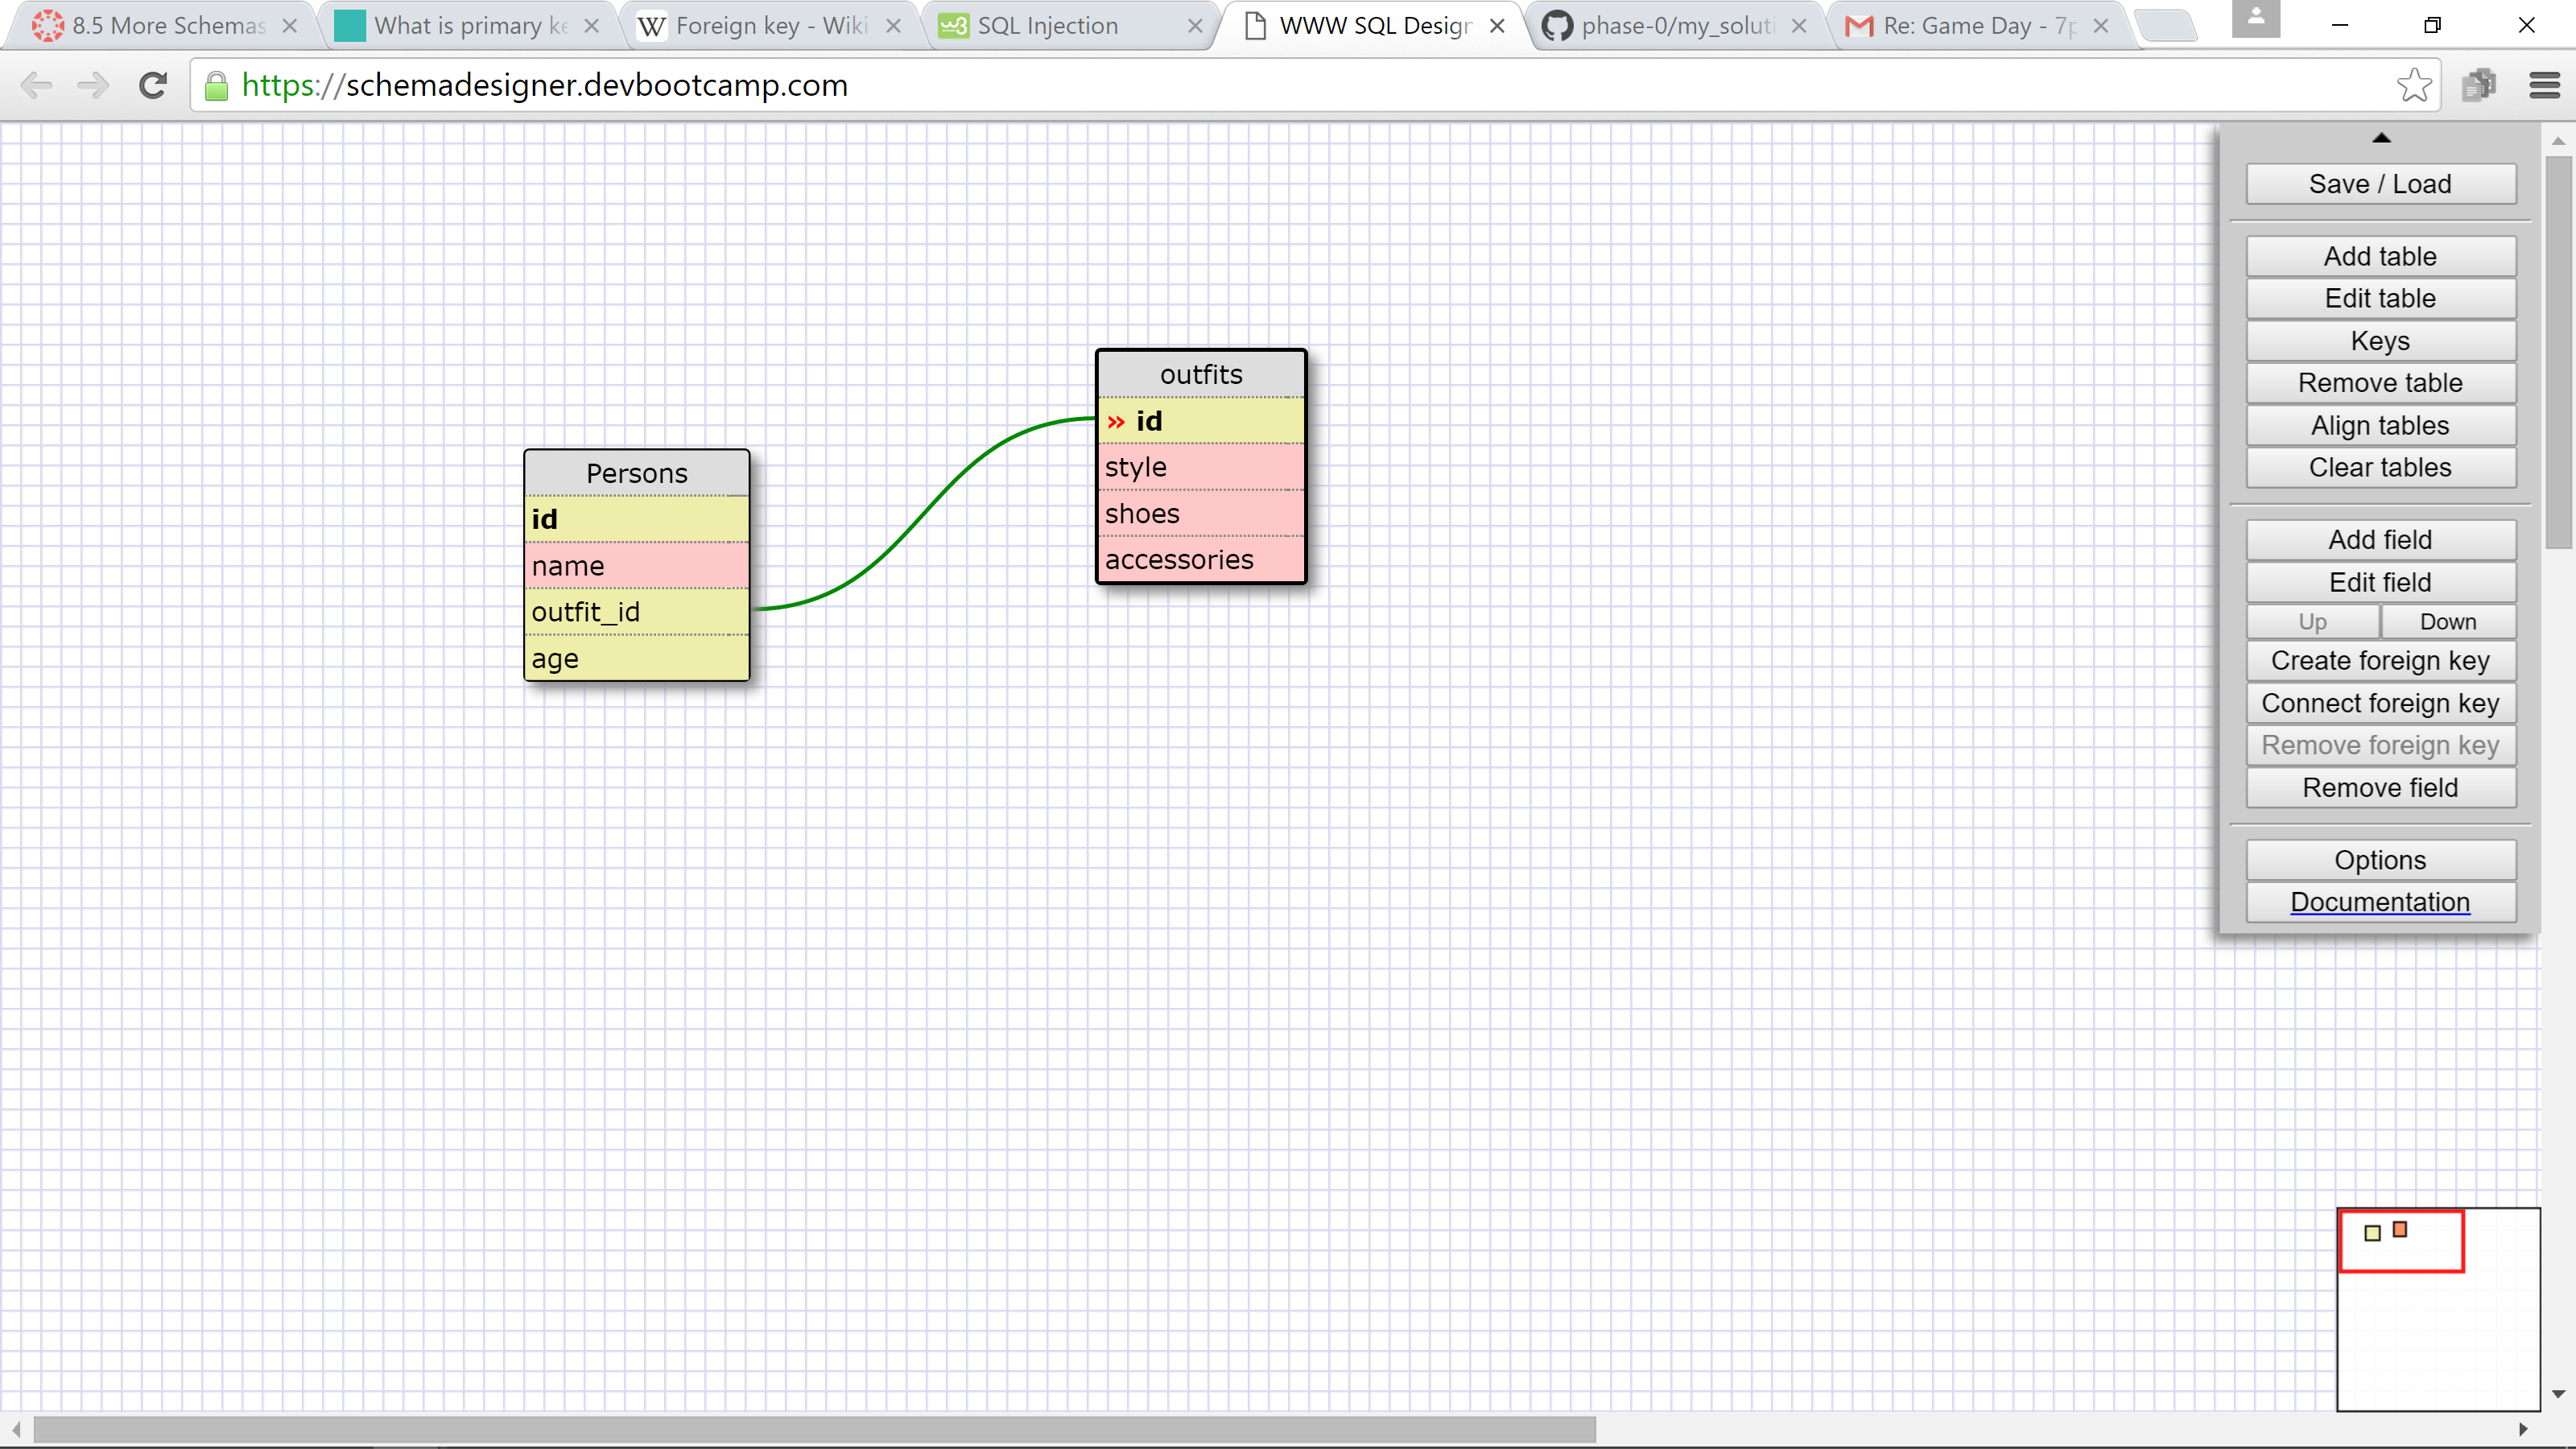 8.5 More Schemas
What is primary ke
Foreign key - Wiki
SQL Injection
WWW SQL Design
phase-0/my_soluti
Re: Game Day - 7p
https://schemadesigner.devbootcamp.com
Save / Load
Add table
Edit table
Keys
Remove table
Align tables
Clear tables
Add field
Edit field
Up
Down
Create foreign key
Connect foreign key
Remove foreign key
Remove field
Options
Documentation
outfits
» id
style
shoes
accessories
Persons
id
name
outfit_id
age